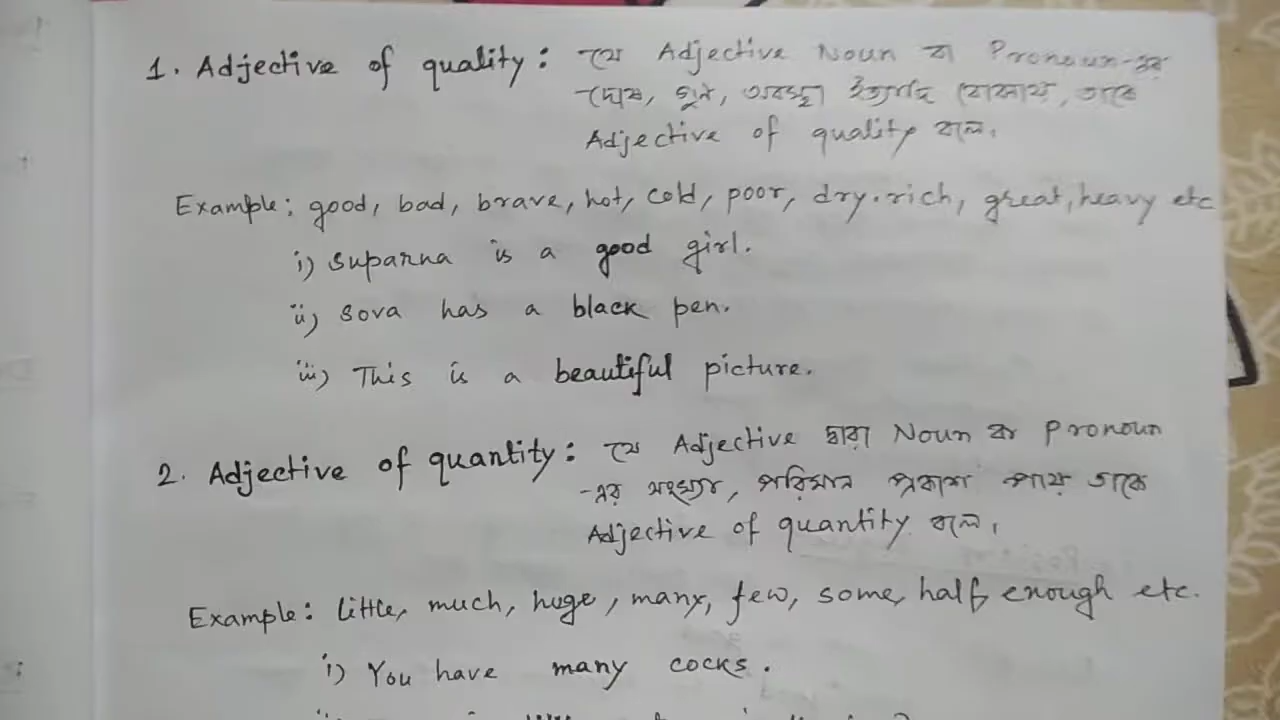 1. Adjective of quality : যে Adjective Noun বা Pronoun-এর
দোষ, গুণ, অবস্থা ইত্যাদি বোঝায়, তাকে
Adjective of quality বলে।
Example : good, bad, brave, hot, cold, poor, dry. rich, great, heavy etc
i) Suparna is a good girl.
ii) Sova has a black pen.
iii) This is a beautiful picture.
2. Adjective of quantity : যে Adjective দ্বারা Noun বা Pronoun
-এর সংখ্যার, পরিমান প্রকাশ পায় তাকে
Adjective of quantity বলে।
Example : little, much, huge, many, few, some, half, enough etc.
i) You have many cocks.